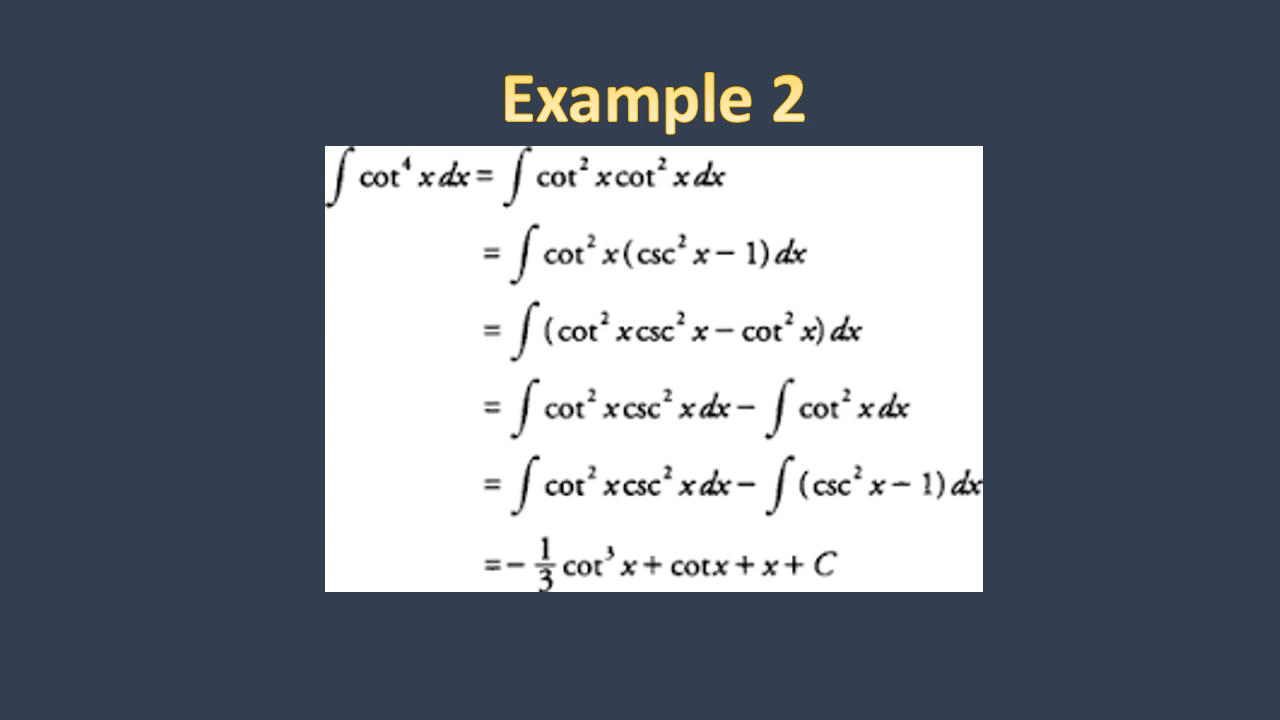 Example 2
∫ cot⁴ x dx = ∫ cot² x cot² x dx
= ∫ cot² x (csc² x − 1) dx
= ∫ (cot² x csc² x − cot² x) dx
= ∫ cot² x csc² x dx − ∫ cot² x dx
= ∫ cot² x csc² x dx − ∫ (csc² x − 1) dx
= − 1/3 cot³ x + cot x + x + C